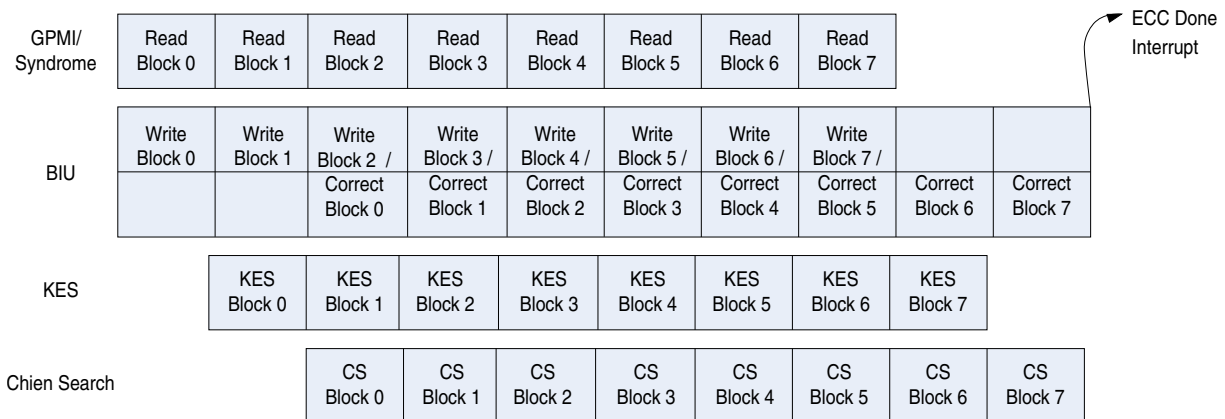 GPMI/
Syndrome
Read Read Read Read Read Read Read Read
Block 0 Block 1 Block 2 Block 3 Block 4 Block 5 Block 6 Block 7
ECC Done
Interrupt
BIU
Write Write Write Write Write Write Write Write
Block 0 Block 1 Block 2 / Block 3 / Block 4 / Block 5 / Block 6 / Block 7 /
Correct Correct Correct Correct Correct Correct Correct Correct
Block 0 Block 1 Block 2 Block 3 Block 4 Block 5 Block 6 Block 7
KES
KES KES KES KES KES KES KES KES
Block 0 Block 1 Block 2 Block 3 Block 4 Block 5 Block 6 Block 7
Chien Search
CS CS CS CS CS CS CS CS
Block 0 Block 1 Block 2 Block 3 Block 4 Block 5 Block 6 Block 7